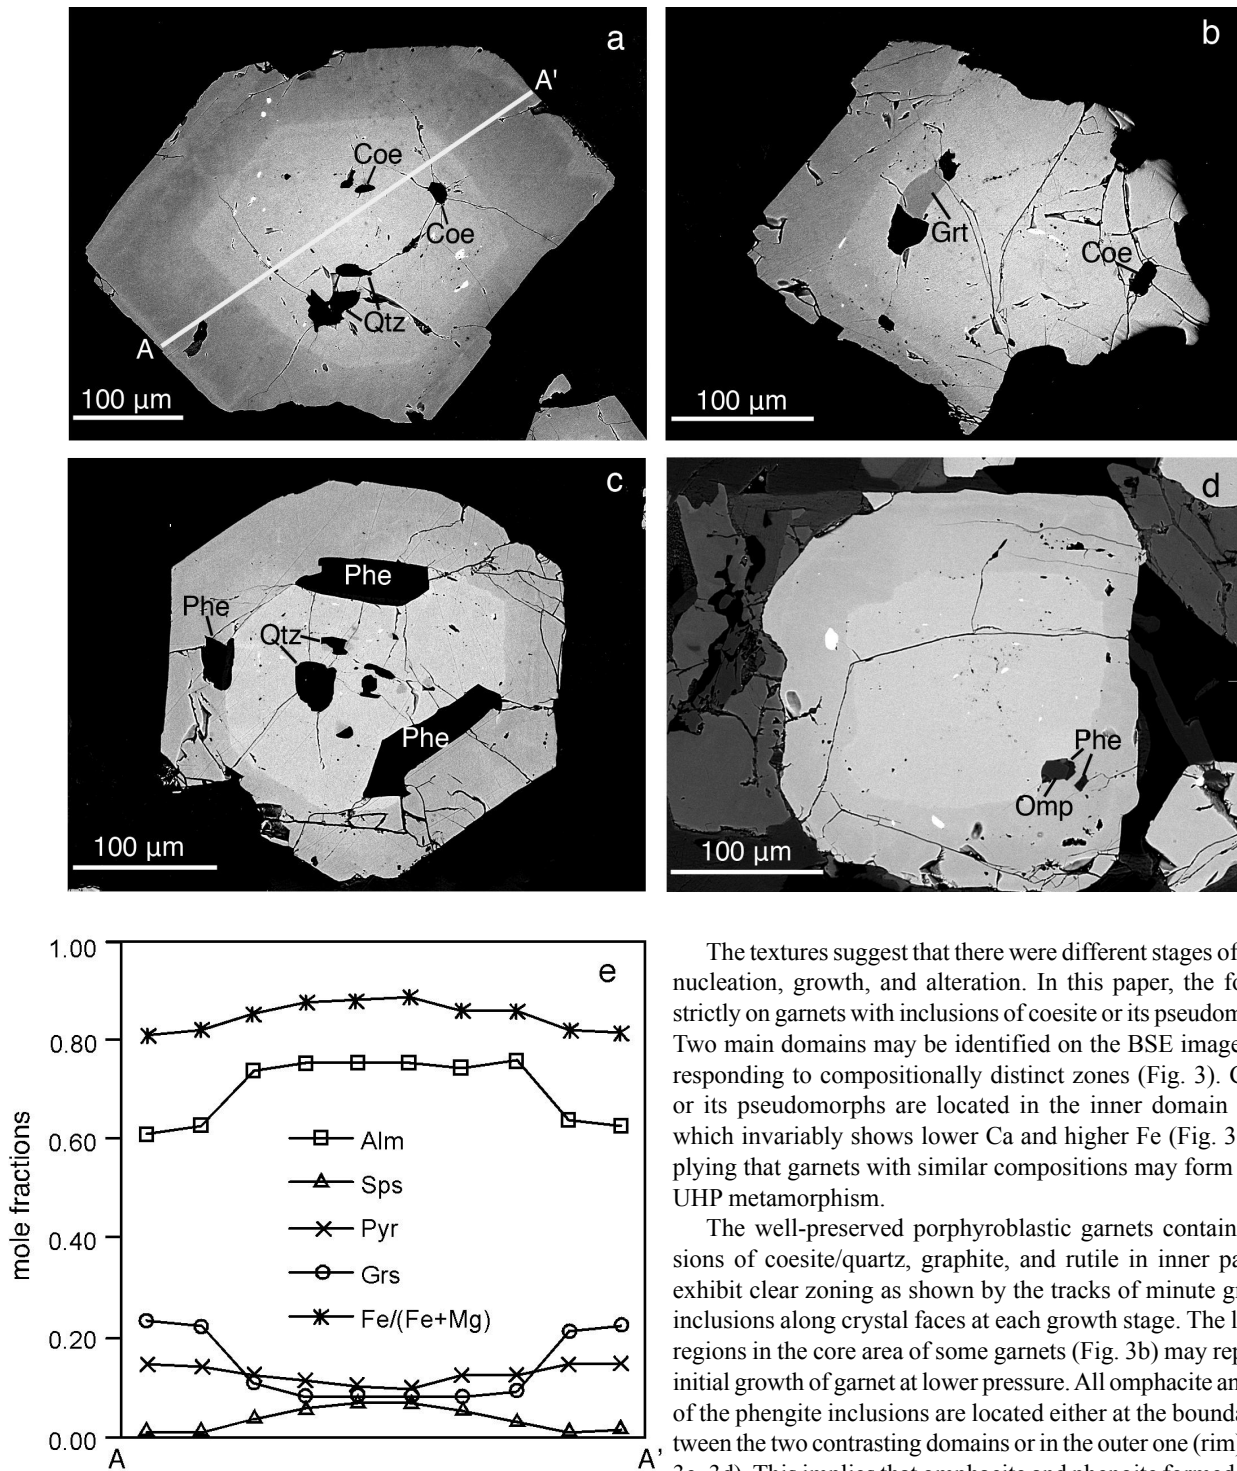 a
A'
Coe
Coe
Qtz
A
100 µm
b
Grt
Coe
100 µm
c
Phe
Phe
Qtz
Phe
100 µm
d
Phe
Omp
100 µm
e
1.00
0.80
0.60
0.40
0.20
0.00
mole fractions
Alm
Sps
Pyr
Grs
Fe/(Fe+Mg)
A
A'
The textures suggest that there were different stages of
nucleation, growth, and alteration. In this paper, the fo
strictly on garnets with inclusions of coesite or its pseudom
Two main domains may be identified on the BSE image
responding to compositionally distinct zones (Fig. 3). C
or its pseudomorphs are located in the inner domain
which invariably shows lower Ca and higher Fe (Fig. 3
plying that garnets with similar compositions may form
UHP metamorphism.
The well-preserved porphyroblastic garnets contain
sions of coesite/quartz, graphite, and rutile in inner pa
exhibit clear zoning as shown by the tracks of minute gr
inclusions along crystal faces at each growth stage. The l
regions in the core area of some garnets (Fig. 3b) may rep
initial growth of garnet at lower pressure. All omphacite an
of the phengite inclusions are located either at the bounda
tween the two contrasting domains or in the outer one (rim